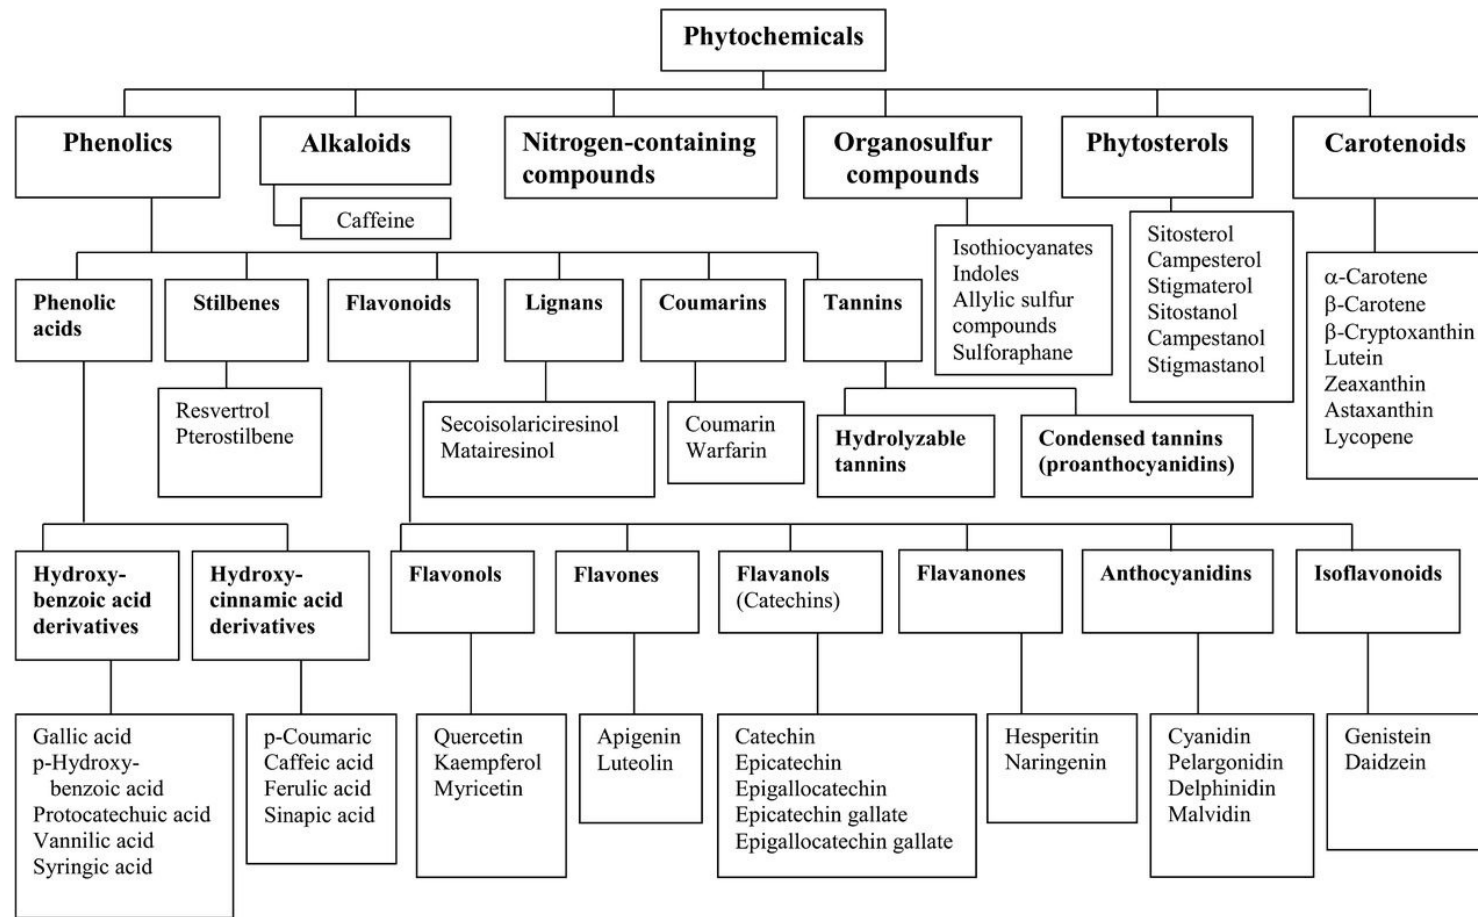 Phytochemicals
Phenolics
Alkaloids
Nitrogen-containing
compounds
Organosulfur
compounds
Phytosterols
Carotenoids
Caffeine
Isothiocyanates
Indoles
Allylic sulfur
compounds
Sulforaphane
Sitosterol
Campesterol
Stigmaterol
Sitostanol
Campestanol
Stigmastanol
α-Carotene
β-Carotene
β-Cryptoxanthin
Lutein
Zeaxanthin
Astaxanthin
Lycopene
Phenolic
acids
Stilbenes
Flavonoids
Lignans
Coumarins
Tannins
Resvertrol
Pterostilbene
Secoisolariciresinol
Matairesinol
Coumarin
Warfarin
Hydrolyzable
tannins
Condensed tannins
(proanthocyanidins)
Hydroxy-
benzoic acid
derivatives
Hydroxy-
cinnamic acid
derivatives
Flavonols
Flavones
Flavanols
(Catechins)
Flavanones
Anthocyanidins
Isoflavonoids
Gallic acid
p-Hydroxy-
benzoic acid
Protocatechuic acid
Vannilic acid
Syringic acid
p-Coumaric
Caffeic acid
Ferulic acid
Sinapic acid
Quercetin
Kaempferol
Myricetin
Apigenin
Luteolin
Catechin
Epicatechin
Epigallocatechin
Epicatechin gallate
Epigallocatechin gallate
Hesperitin
Naringenin
Cyanidin
Pelargonidin
Delphinidin
Malvidin
Genistein
Daidzein